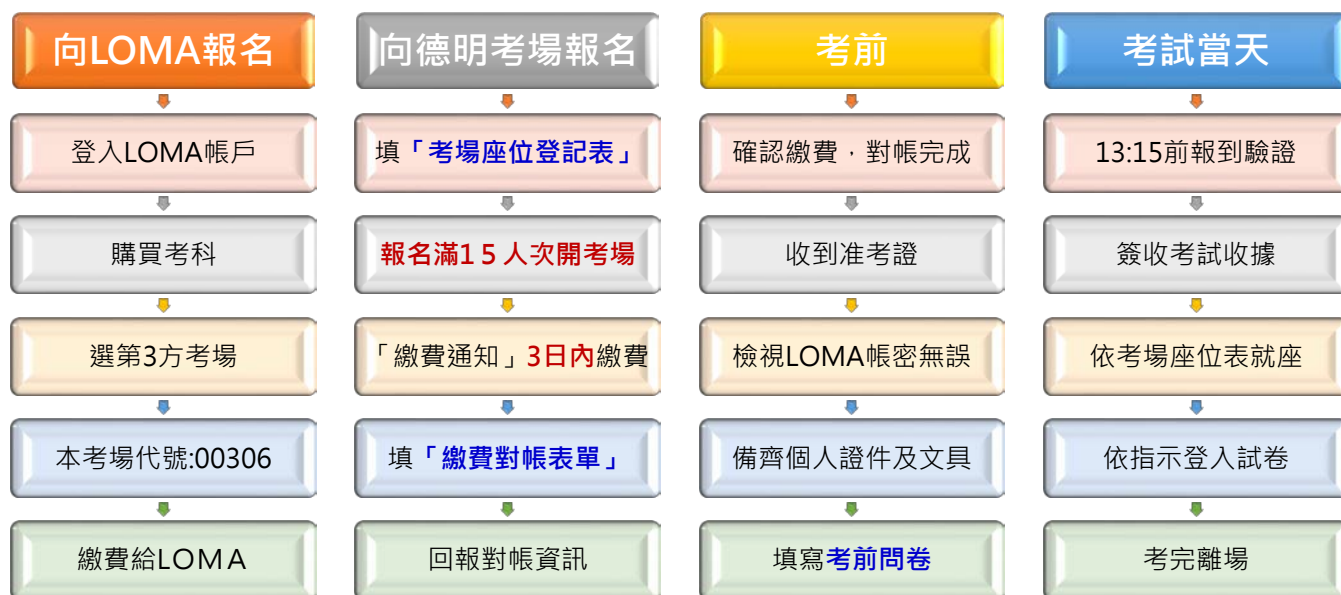 向LOMA報名
登入LOMA帳戶
購買考科
選第3方考場
本考場代號:00306
繳費給LOMA
向德明考場報名
填「考場座位登記表」
報名滿15人次開考場
「繳費通知」3日內繳費
填「繳費對帳表單」
回報對帳資訊
考前
確認繳費，對帳完成
收到准考證
檢視LOMA帳密無誤
備齊個人證件及文具
填寫考前問卷
考試當天
13:15前報到驗證
簽收考試收據
依考場座位表就座
依指示登入試卷
考完離場